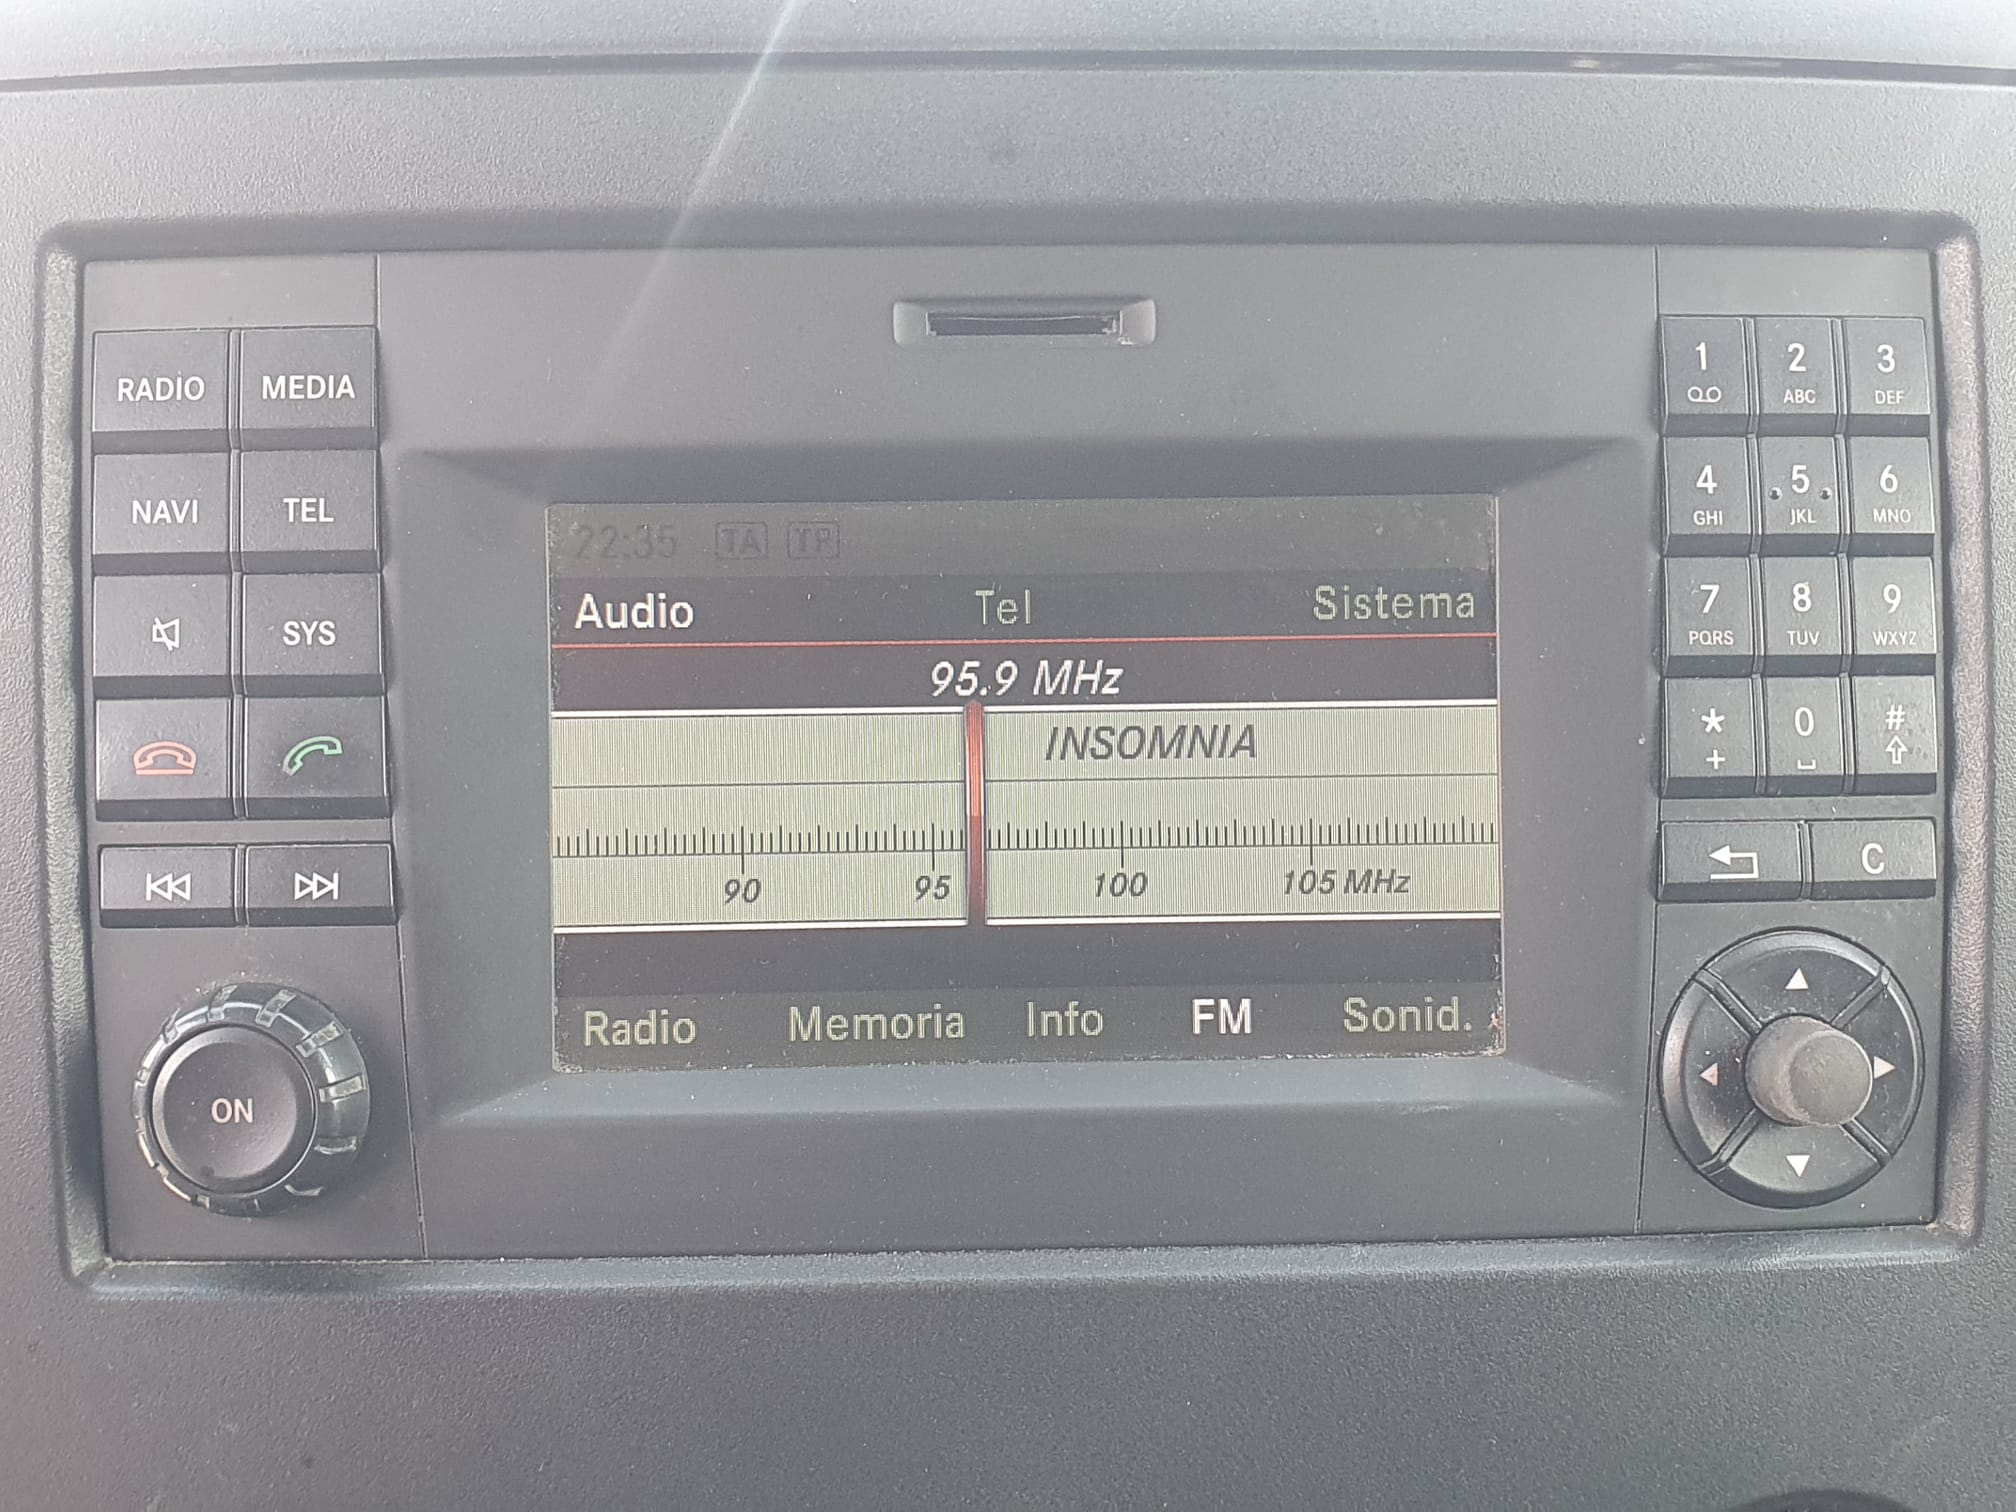 RADIO MEDIA
NAVI TEL
SYS
ON
22:35 TA TP
Audio Tel Sistema
95.9 MHz
INSOMNIA
90 95 100 105 MHz
Radio Memoria Info FM Sonid.
1 2 3
ABC DEF
4 5 6
GHI JKL MNO
7 8 9
PQRS TUV WXYZ
* 0 #
+
C